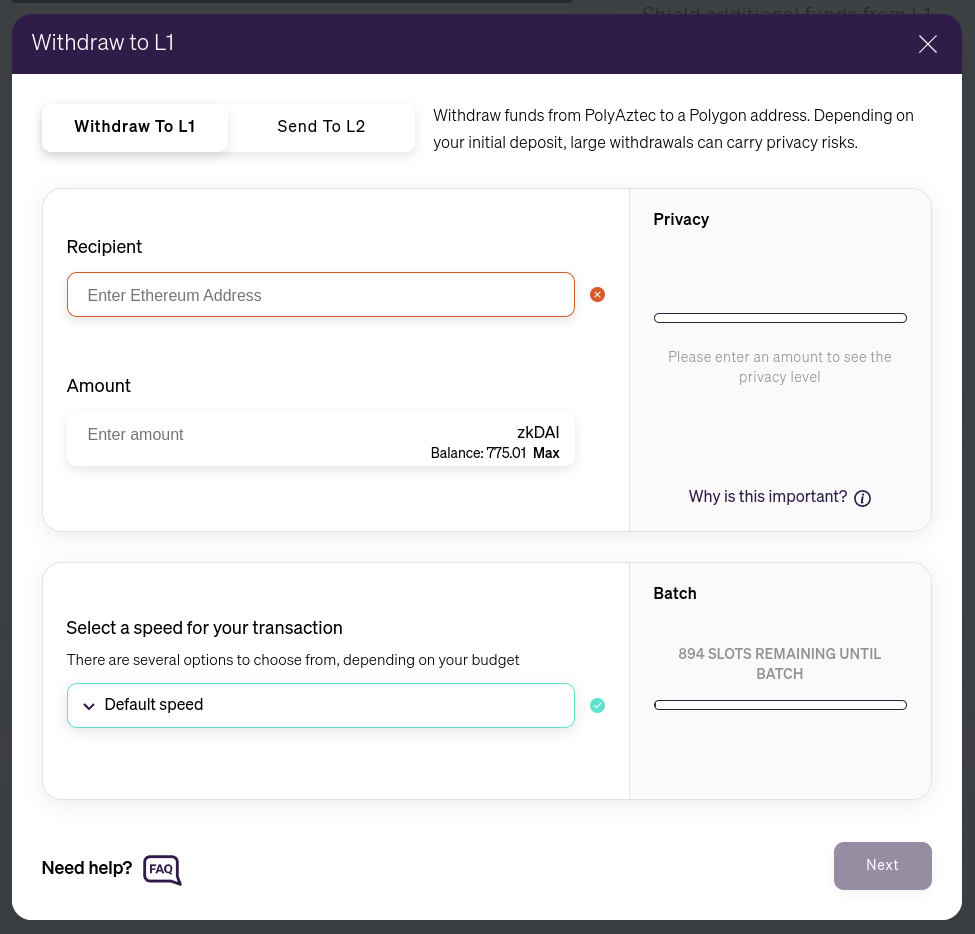 Shield additional funds from L1
Withdraw to L1
Withdraw To L1
Send To L2
Withdraw funds from PolyAztec to a Polygon address. Depending on
your initial deposit, large withdrawals can carry privacy risks.
Recipient
Enter Ethereum Address
Amount
Enter amount
zkDAI
Balance: 775.01 Max
Privacy
Please enter an amount to see the
privacy level
Why is this important?
Select a speed for your transaction
There are several options to choose from, depending on your budget
Default speed
Batch
894 SLOTS REMAINING UNTIL
BATCH
Need help?
FAQ
Next